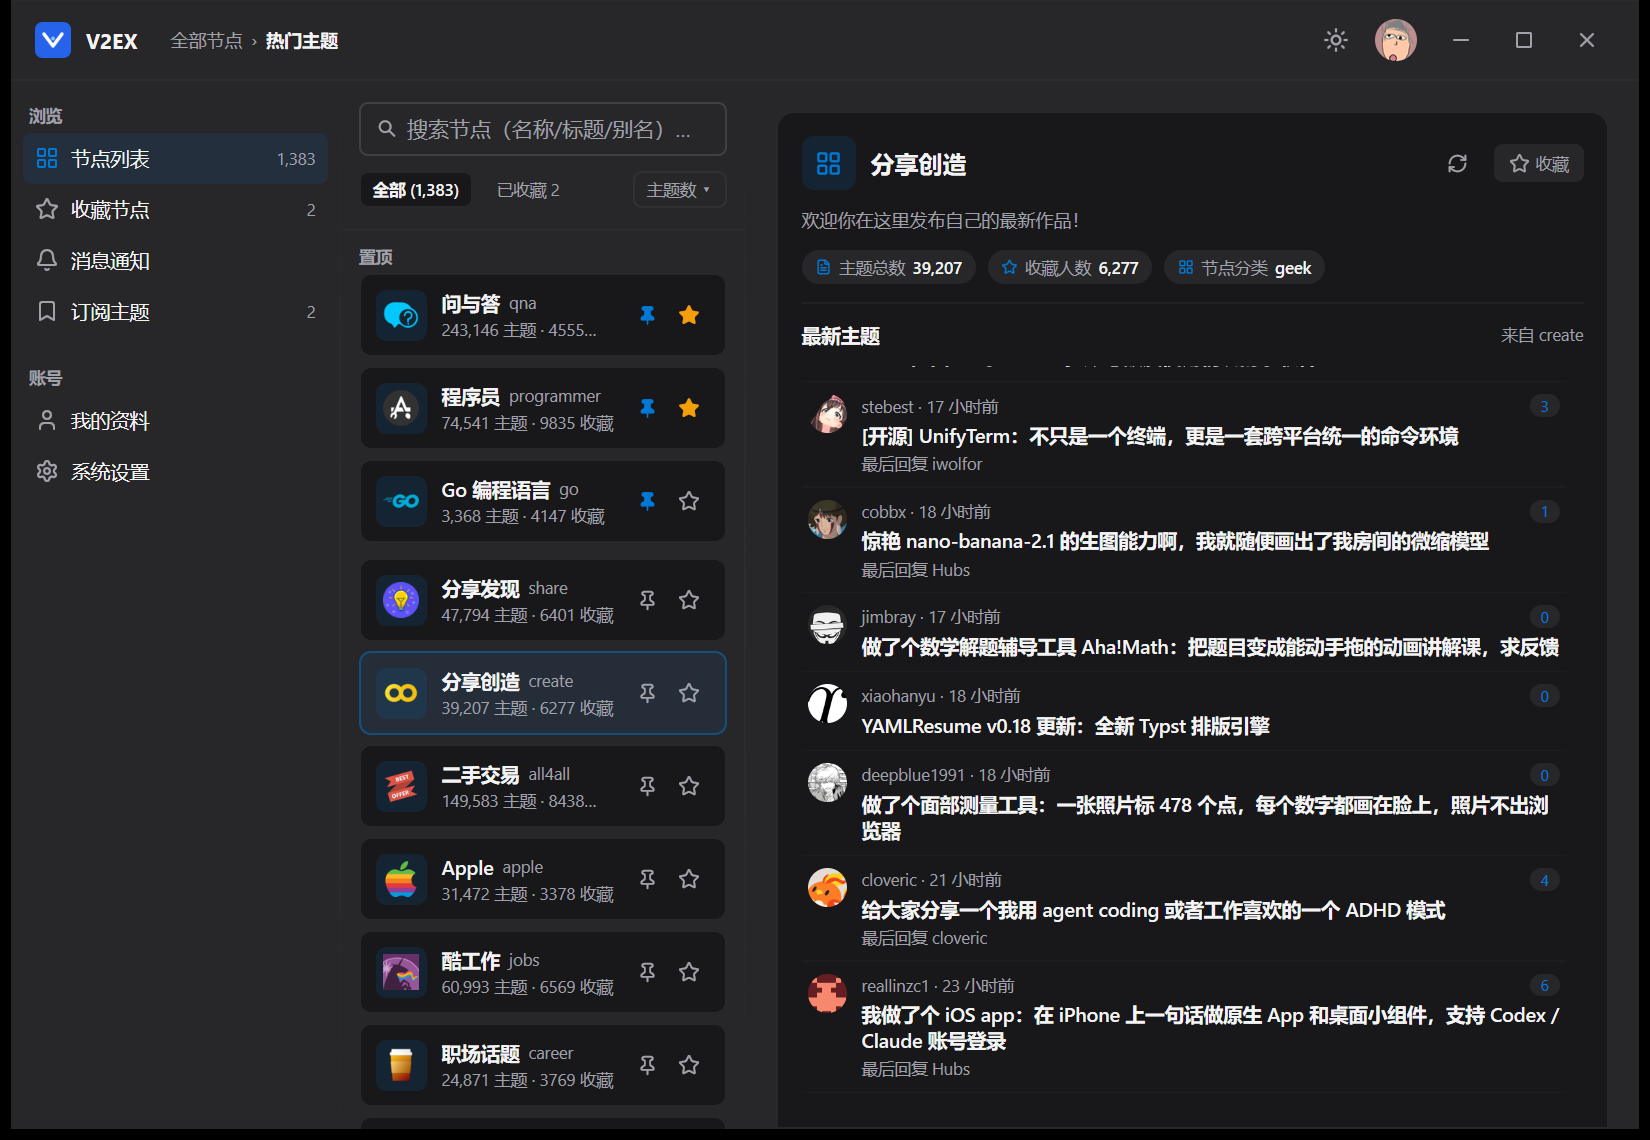 V2EX
全部节点 › 热门主题
浏览
节点列表 1,383
收藏节点 2
消息通知
订阅主题 2
账号
我的资料
系统设置
搜索节点（名称/标题/别名）...
全部 (1,383) 已收藏 2 主题数
置顶
问与答 qna
243,146 主题 · 4555...
程序员 programmer
74,541 主题 · 9835 收藏
Go 编程语言 go
3,368 主题 · 4147 收藏
分享发现 share
47,794 主题 · 6401 收藏
分享创造 create
39,207 主题 · 6277 收藏
BEST OFFER
二手交易 all4all
149,583 主题 · 8438...
Apple apple
31,472 主题 · 3378 收藏
酷工作 jobs
60,993 主题 · 6569 收藏
职场话题 career
24,871 主题 · 3769 收藏
分享创造
收藏
欢迎你在这里发布自己的最新作品！
主题总数 39,207 收藏人数 6,277 节点分类 geek
最新主题 来自 create
stebest · 17 小时前 3
[开源] UnifyTerm：不只是一个终端，更是一套跨平台统一的命令环境
最后回复 iwolfor
cobbx · 18 小时前 1
惊艳 nano-banana-2.1 的生图能力啊，我就随便画出了我房间的微缩模型
最后回复 Hubs
jimbray · 17 小时前 0
做了个数学解题辅导工具 Aha!Math：把题目变成能动手拖的动画讲解课，求反馈
xiaohanyu · 18 小时前 0
YAMLResume v0.18 更新：全新 Typst 排版引擎
deepblue1991 · 18 小时前 0
做了个面部测量工具：一张照片标 478 个点，每个数字都画在脸上，照片不出浏
览器
cloveric · 21 小时前 4
给大家分享一个我用 agent coding 或者工作喜欢的一个 ADHD 模式
最后回复 cloveric
reallinzc1 · 23 小时前 6
我做了个 iOS app：在 iPhone 上一句话做原生 App 和桌面小组件，支持 Codex /
Claude 账号登录
最后回复 Hubs